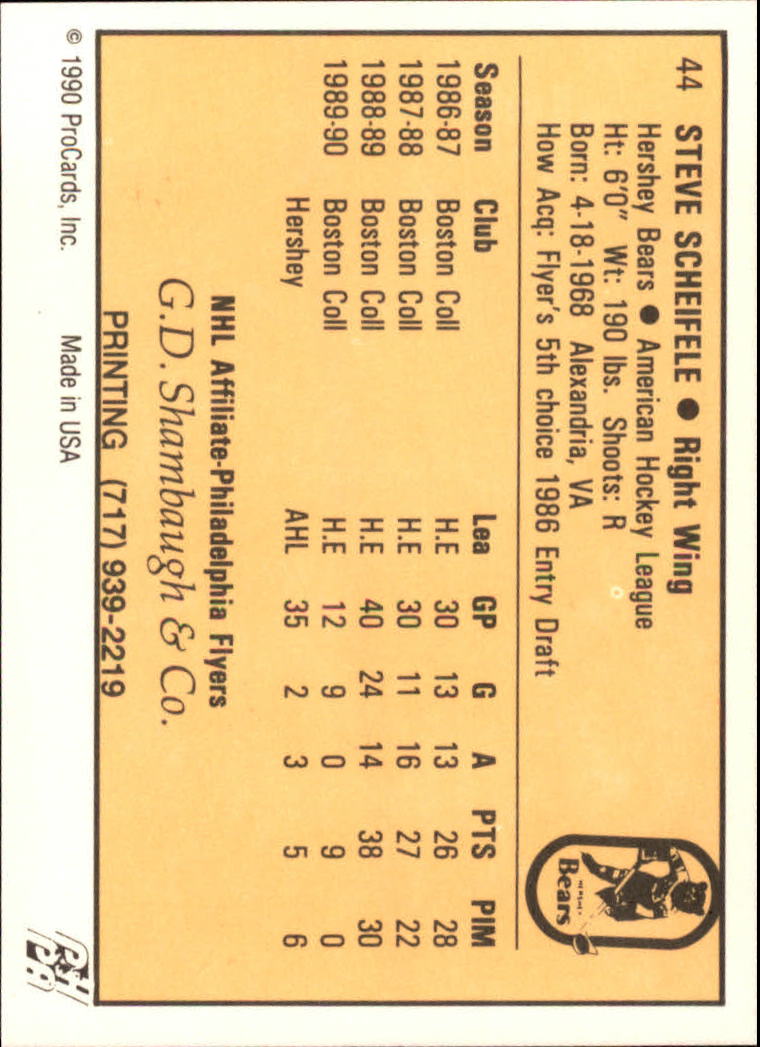 44 STEVE SCHEIFELE ● Right Wing
Hershey Bears ● American Hockey League
Ht: 6'0" Wt: 190 lbs. Shoots: R
Born: 4-18-1968 Alexandria, VA
How Acq: Flyer's 5th choice 1986 Entry Draft
HERSHEY
Bears
Season Club Lea GP G A PTS PIM
1986-87 Boston Coll H.E 30 13 13 26 28
1987-88 Boston Coll H.E 30 11 16 27 22
1988-89 Boston Coll H.E 40 24 14 38 30
1989-90 Boston Coll H.E 12 9 0 9 0
Hershey AHL 35 2 3 5 6
NHL Affiliate-Philadelphia Flyers
G.D. Shambaugh & Co.
PRINTING (717) 939-2219
© 1990 ProCards, Inc. Made in USA